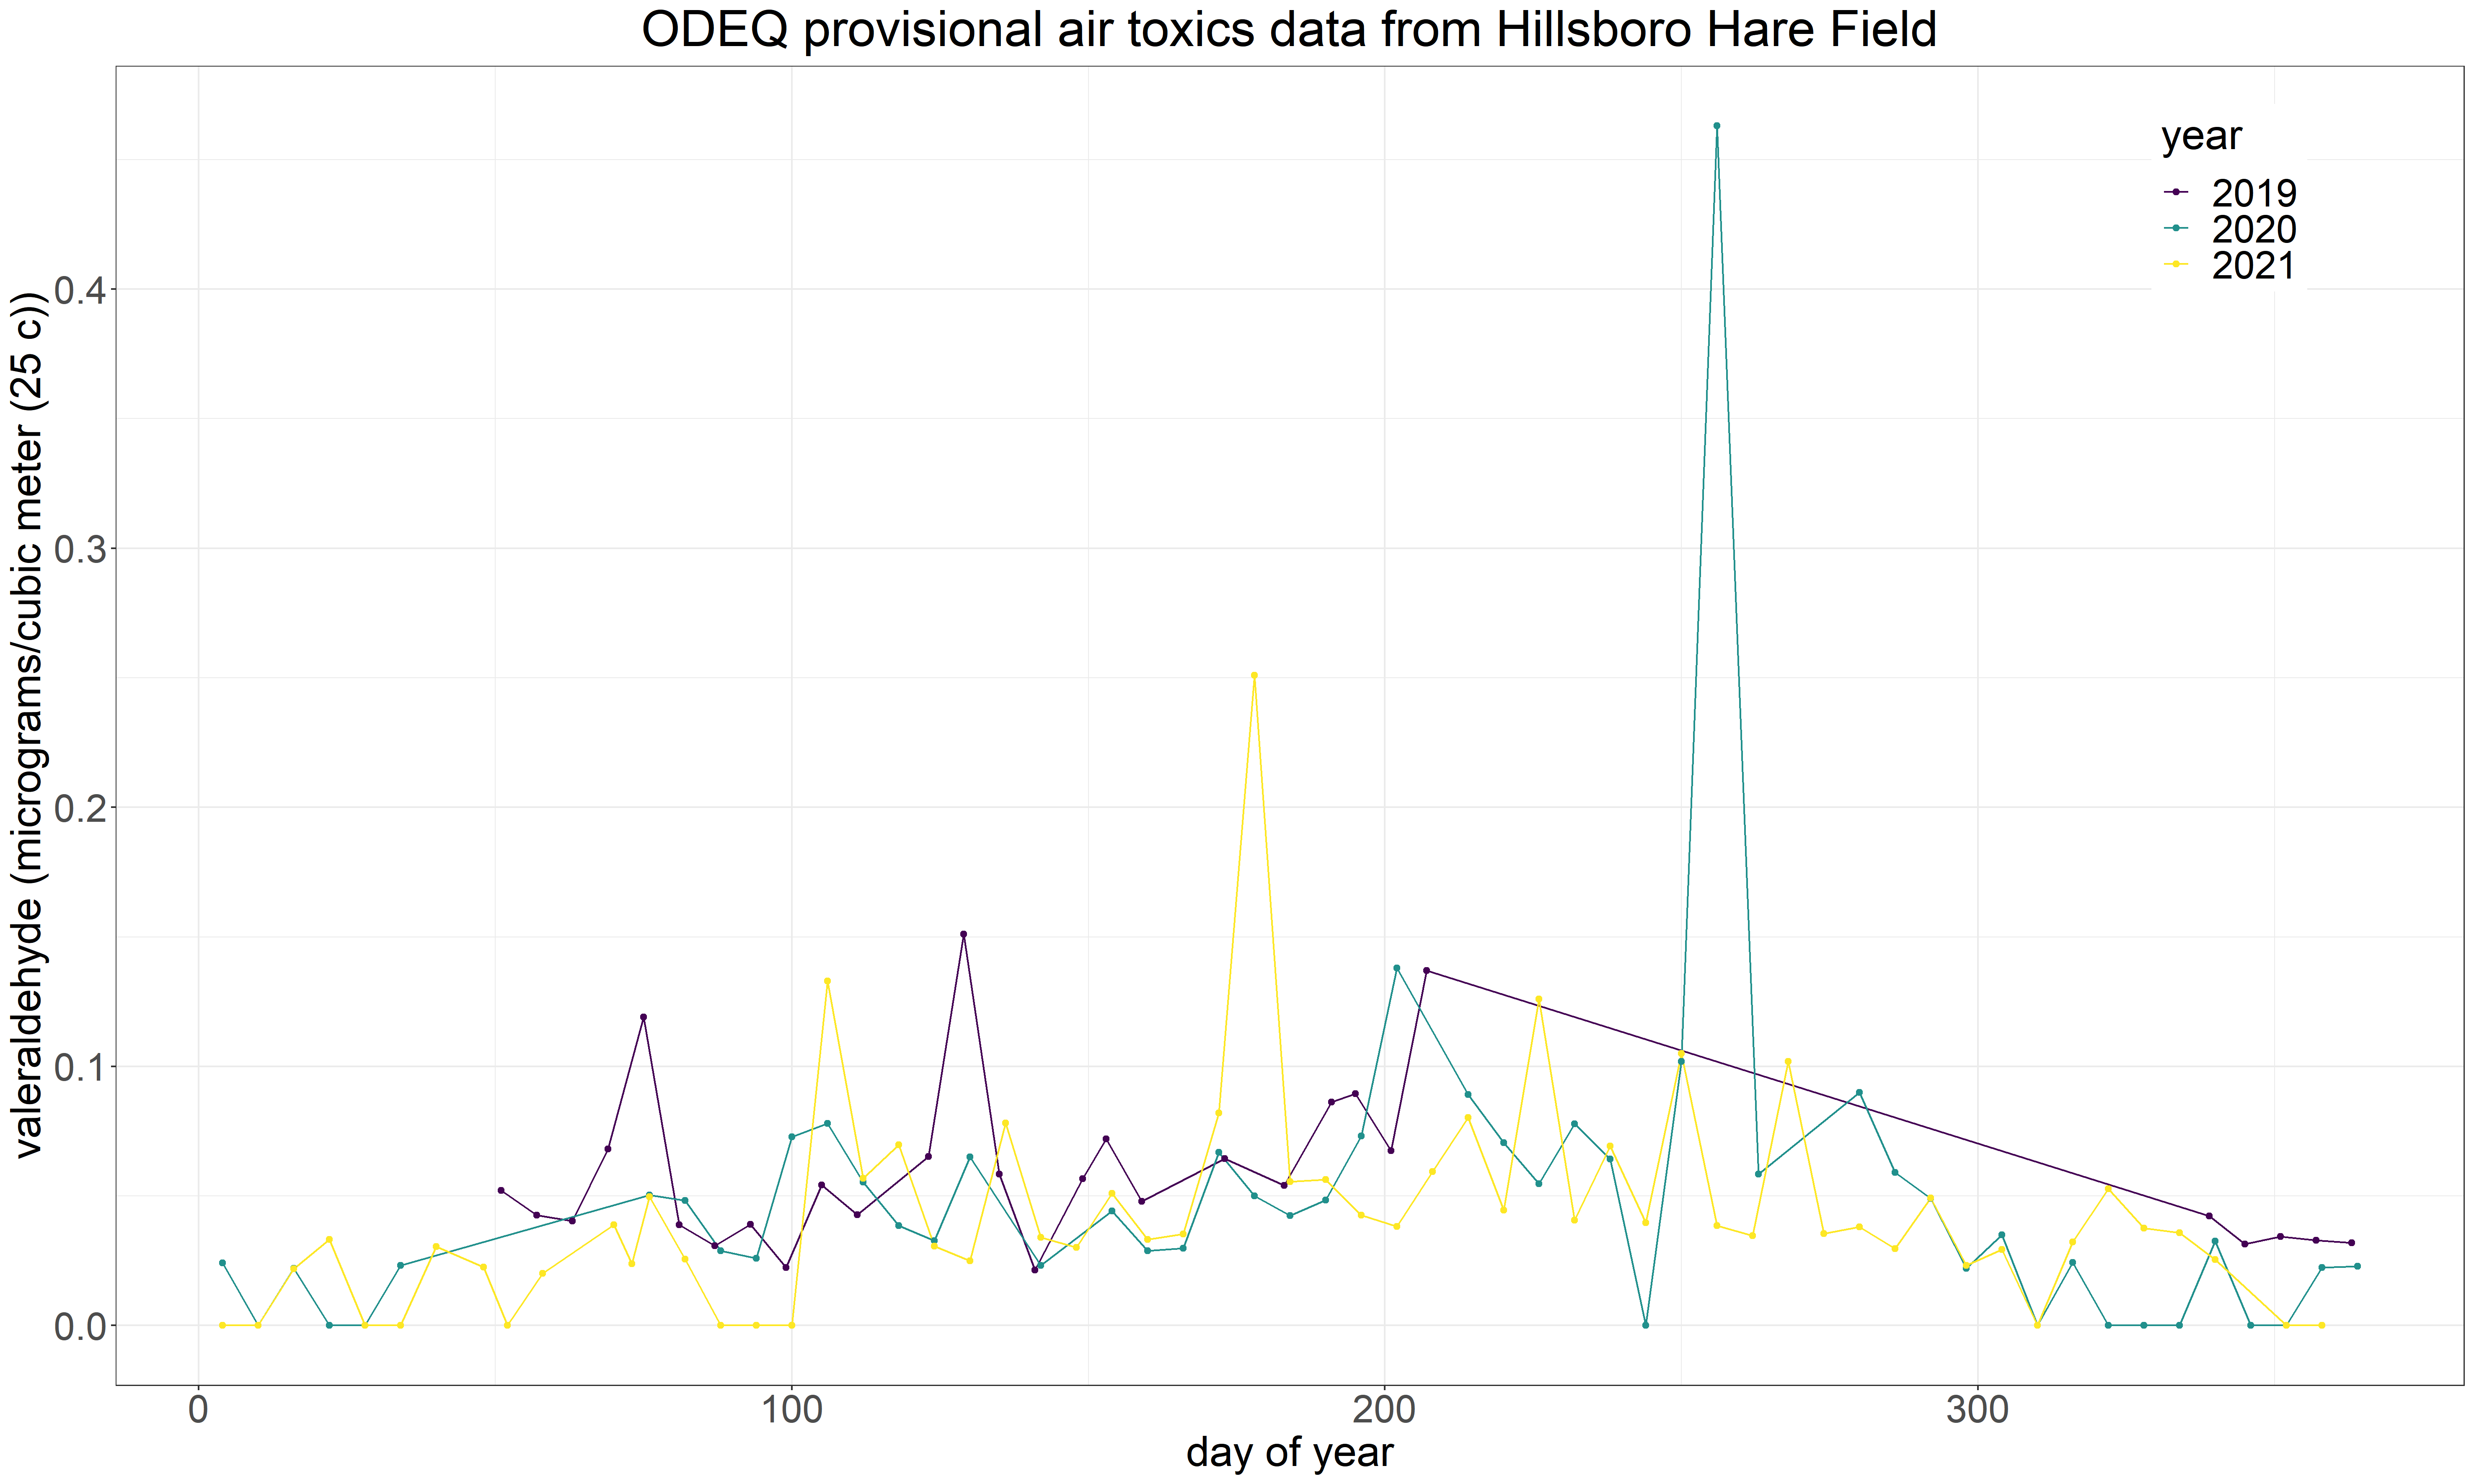 ODEQ provisional air toxics data from Hillsboro Hare Field
valeraldehyde (micrograms/cubic meter (25 c))
year
2019
2020
2021
0.4
0.3
0.2
0.1
0.0
0 100 200 300
day of year